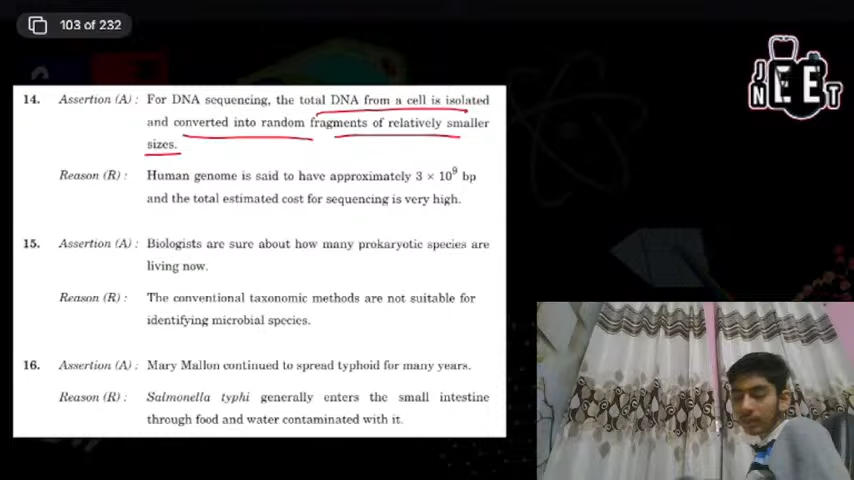 103 of 232
JEET
NEET
14. Assertion (A) : For DNA sequencing, the total DNA from a cell is isolated
and converted into random fragments of relatively smaller
sizes.
Reason (R) : Human genome is said to have approximately 3 × 10⁹ bp
and the total estimated cost for sequencing is very high.
15. Assertion (A) : Biologists are sure about how many prokaryotic species are
living now.
Reason (R) : The conventional taxonomic methods are not suitable for
identifying microbial species.
16. Assertion (A) : Mary Mallon continued to spread typhoid for many years.
Reason (R) : Salmonella typhi generally enters the small intestine
through food and water contaminated with it.